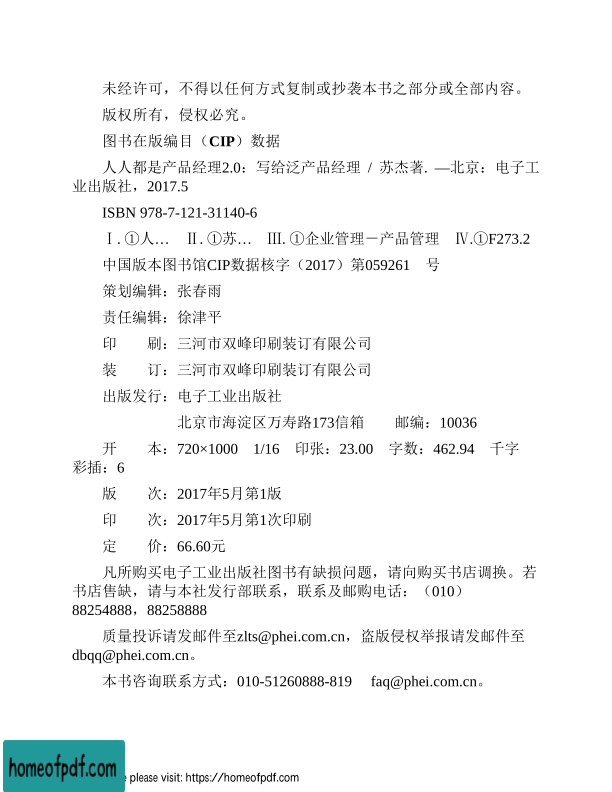 未经许可，不得以任何方式复制或抄袭本书之部分或全部内容。
版权所有，侵权必究。
图书在版编目（CIP）数据
人人都是产品经理2.0：写给泛产品经理 / 苏杰著. —北京：电子工
业出版社，2017.5
ISBN 978-7-121-31140-6
Ⅰ. ①人… Ⅱ. ①苏… Ⅲ. ①企业管理－产品管理 Ⅳ.①F273.2
中国版本图书馆CIP数据核字（2017）第059261 号
策划编辑：张春雨
责任编辑：徐津平
印 刷：三河市双峰印刷装订有限公司
装 订：三河市双峰印刷装订有限公司
出版发行：电子工业出版社
北京市海淀区万寿路173信箱 邮编：10036
开 本：720×1000 1/16 印张：23.00 字数：462.94 千字
彩插：6
版 次：2017年5月第1版
印 次：2017年5月第1次印刷
定 价：66.60元
凡所购买电子工业出版社图书有缺损问题，请向购买书店调换。若
书店售缺，请与本社发行部联系，联系及邮购电话：（010）
88254888，88258888
质量投诉请发邮件至zlts@phei.com.cn，盗版侵权举报请发邮件至
dbqq@phei.com.cn。
本书咨询联系方式：010-51260888-819 faq@phei.com.cn。
homeofpdf.com
please visit: https://homeofpdf.com